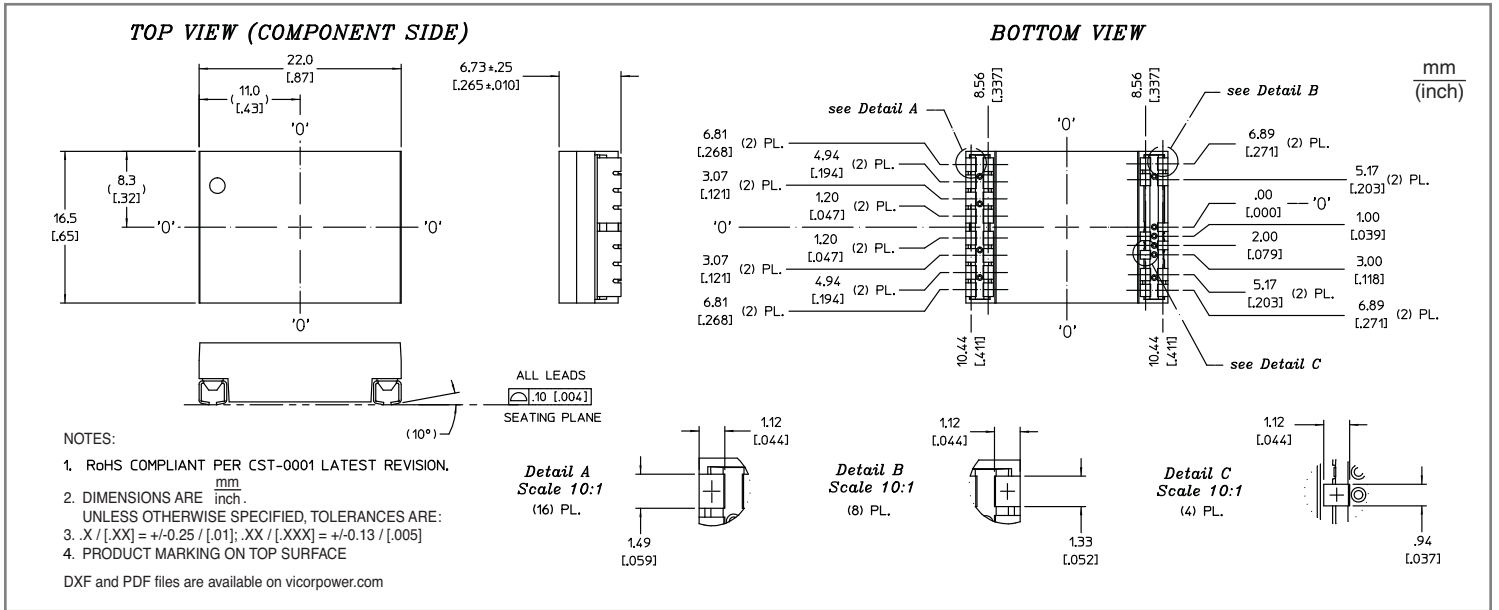 TOP VIEW (COMPONENT SIDE)
22.0
[.87]
11.0
( [.43] )
'0'
8.3
( [.32] )
16.5
[.65]
'0'
'0'
'0'
6.73±.25
[.265±.010]
(10°)
ALL LEADS
.10 [.004]
SEATING PLANE
BOTTOM VIEW
mm
(inch)
8.56
[.337]
8.56
[.337]
see Detail A
see Detail B
'0'
6.81
[.268] (2) PL.
4.94
[.194] (2) PL.
3.07
[.121] (2) PL.
1.20
[.047] (2) PL.
'0'
1.20
[.047] (2) PL.
3.07
[.121] (2) PL.
4.94
[.194] (2) PL.
6.81
[.268] (2) PL.
6.89
[.271] (2) PL.
5.17
[.203] (2) PL.
.00
[.000] '0'
1.00
[.039]
2.00
[.079]
3.00
[.118]
5.17
[.203] (2) PL.
6.89
[.271] (2) PL.
'0'
10.44
[.411]
10.44
[.411]
see Detail C
NOTES:
1. RoHS COMPLIANT PER CST-0001 LATEST REVISION.
2. DIMENSIONS ARE mm
inch.
UNLESS OTHERWISE SPECIFIED, TOLERANCES ARE:
3. .X / [.XX] = +/-0.25 / [.01]; .XX / [.XXX] = +/-0.13 / [.005]
4. PRODUCT MARKING ON TOP SURFACE
DXF and PDF files are available on vicorpower.com
Detail A
Scale 10:1
(16) PL.
1.12
[.044]
1.49
[.059]
Detail B
Scale 10:1
(8) PL.
1.12
[.044]
1.33
[.052]
Detail C
Scale 10:1
(4) PL.
1.12
[.044]
.94
[.037]